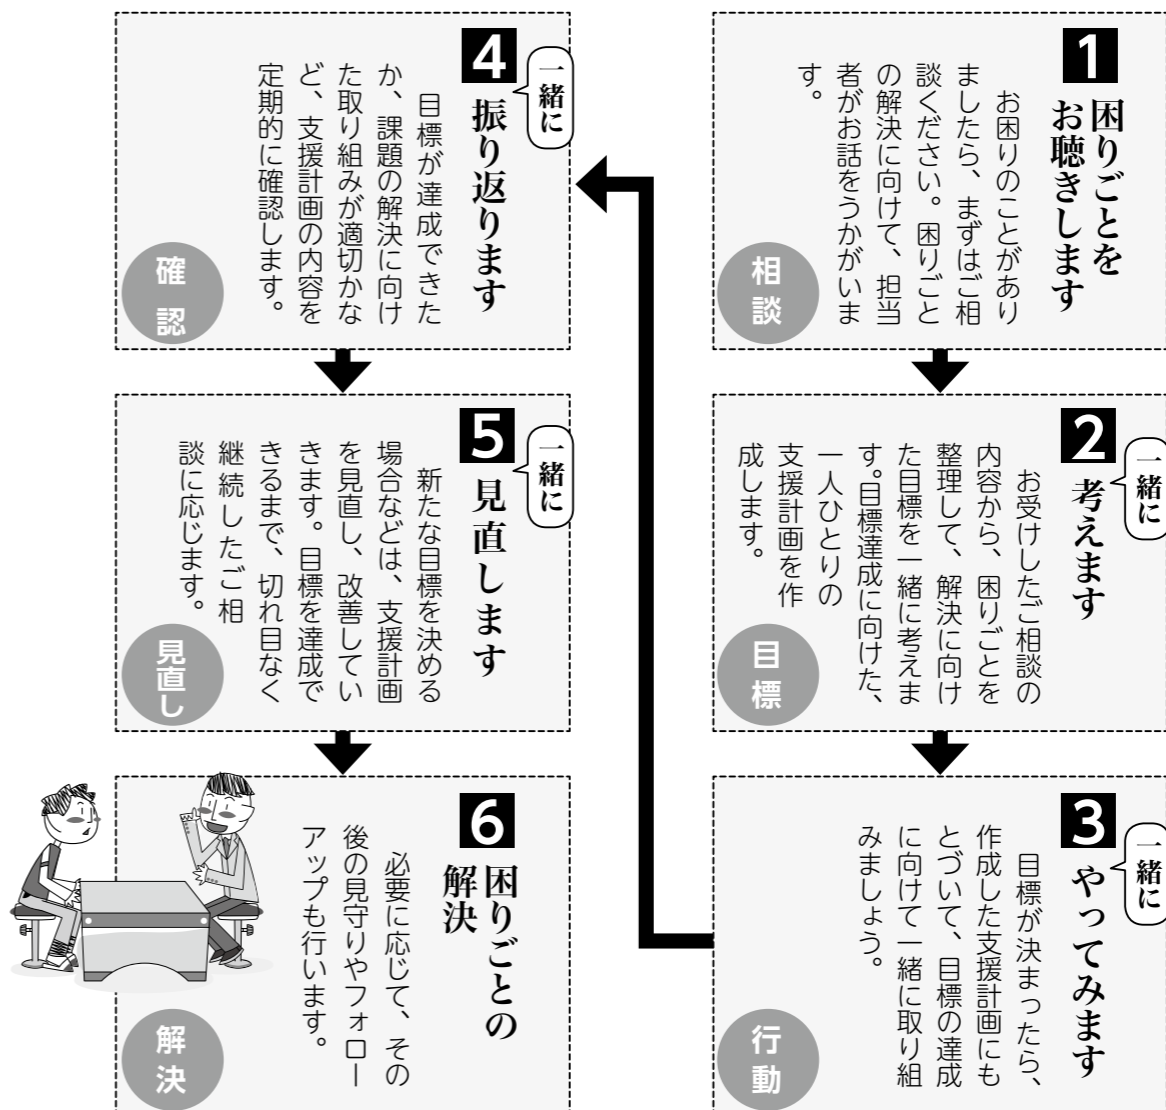 1
困りごとを
お聴きします
お困りのことがあり
ましたら、まずはご相
談ください。困りごと
の解決に向けて、担当
者がお話をうかがいま
す。
相談
一緒に
2
考えます
お受けしたご相談の
内容から、困りごとを
整理して、解決に向け
た目標を一緒に考えま
す。目標達成に向けた、
一人ひとりの
支援計画を作
成します。
目標
一緒に
3
やってみます
目標が決まったら、
作成した支援計画にも
とづいて、目標の達成
に向けて一緒に取り組
みましょう。
行動
一緒に
4
振り返ります
目標が達成できた
か、課題の解決に向け
た取り組みが適切かな
ど、支援計画の内容を
定期的に確認します。
確認
一緒に
5
見直します
新たな目標を決める
場合などは、支援計画
を見直し、改善してい
きます。目標を達成で
きるまで、切れ目なく
継続したご相
談に応じます。
見直し
6
困りごとの
解決
必要に応じて、その
後の見守りやフォロー
アップも行います。
解決